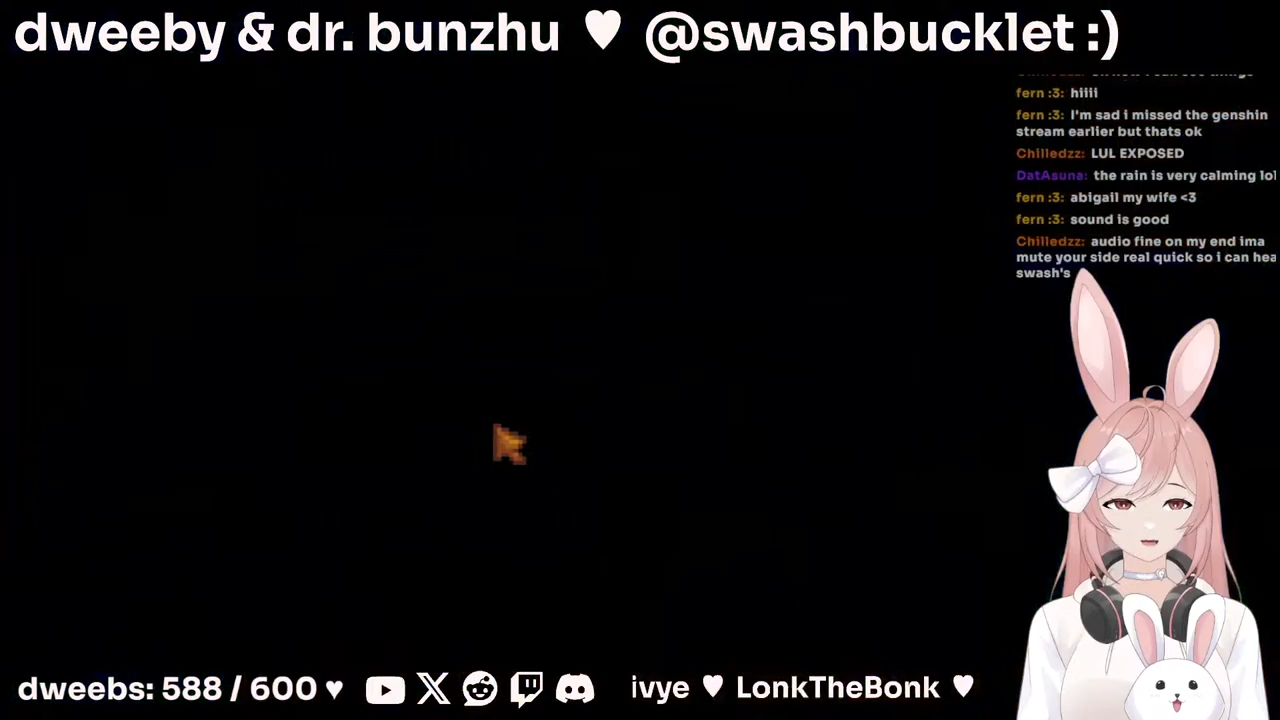 dweeby & dr. bunzhu ♥ @swashbucklet :)
fern :3: hiiii
fern :3: I'm sad i missed the genshin
stream earlier but thats ok
Chilledzz: LUL EXPOSED
DatAsuna: the rain is very calming lol
fern :3: abigail my wife <3
fern :3: sound is good
Chilledzz: audio fine on my end ima
mute your side real quick so i can hea
swash's
dweebs: 588 / 600 ♥
ivye ♥ LonkTheBonk ♥